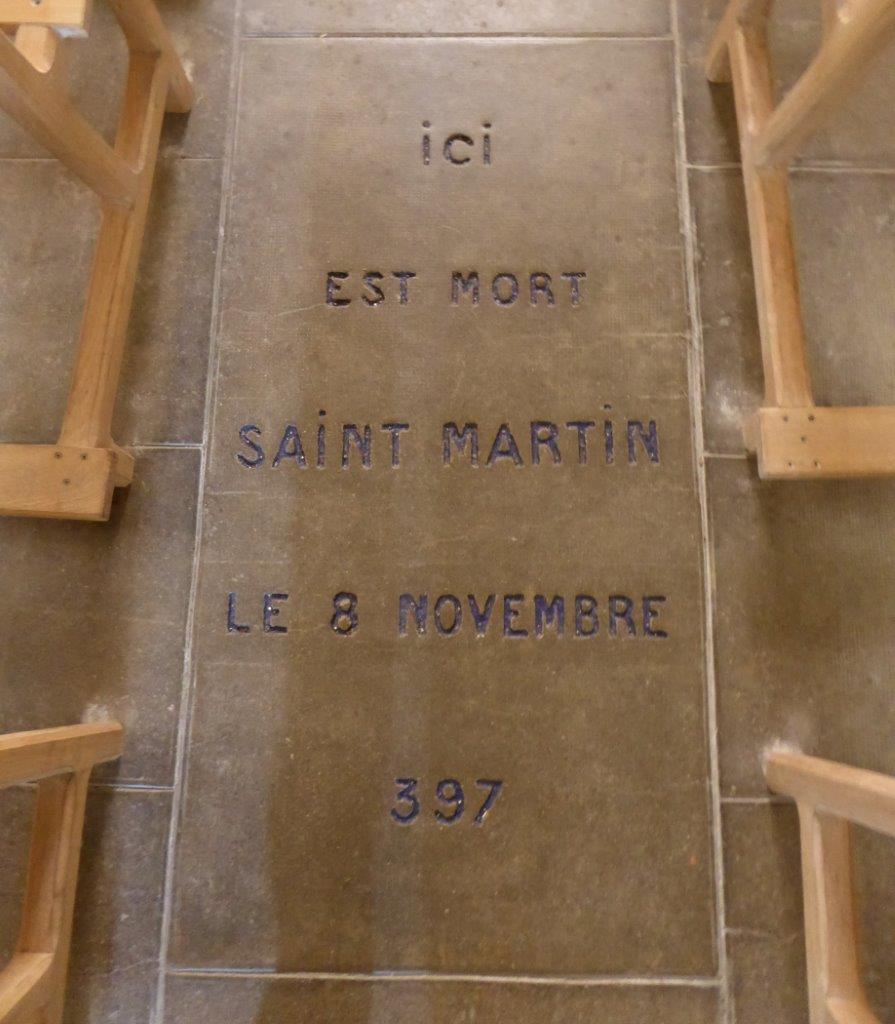 ici
EST MORT
SAiNT MARTiN
LE 8 NOVEMBRE
397